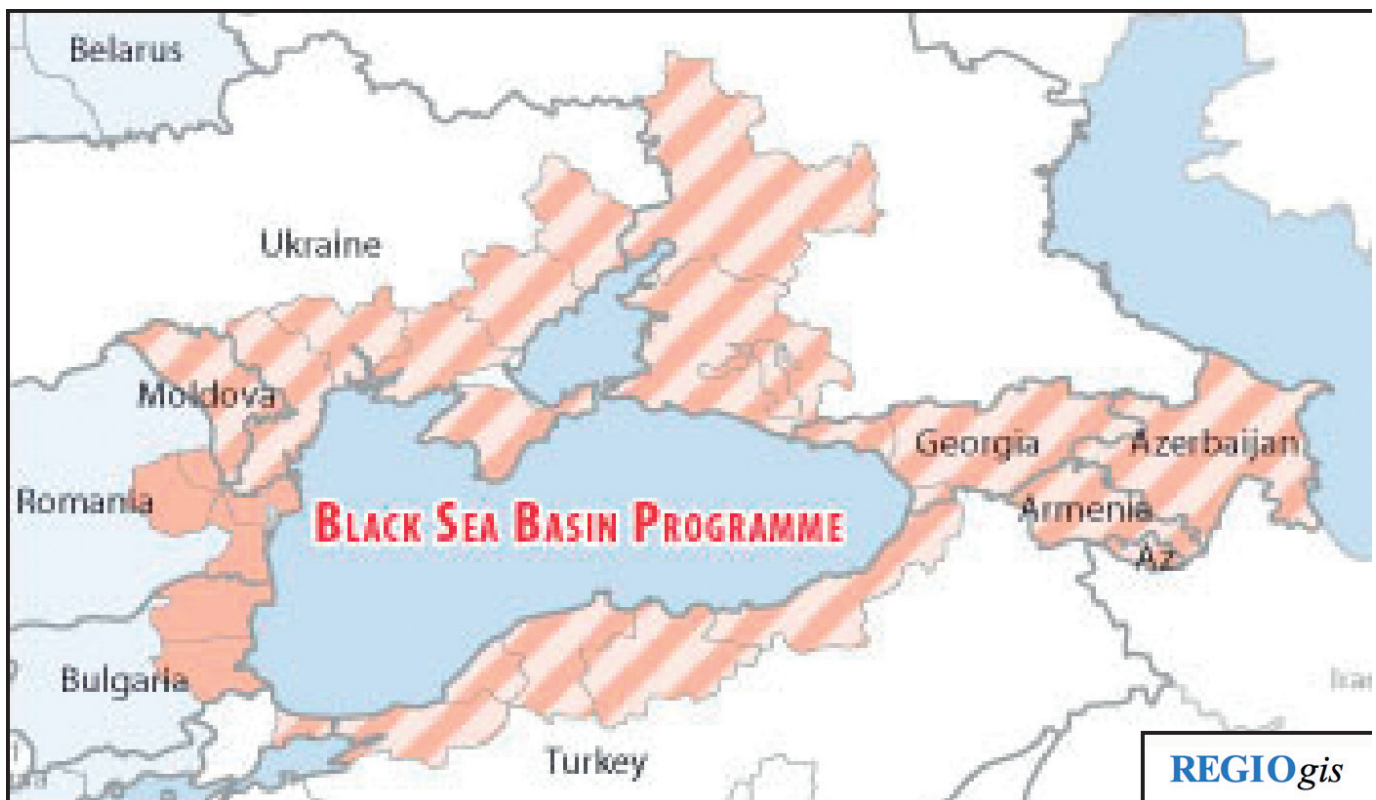 Belarus
Ukraine
Moldova
Georgia
Azerbaijan
Romania
BLACK SEA BASIN PROGRAMME
Armenia
Az
Bulgaria
Turkey
REGIOgis